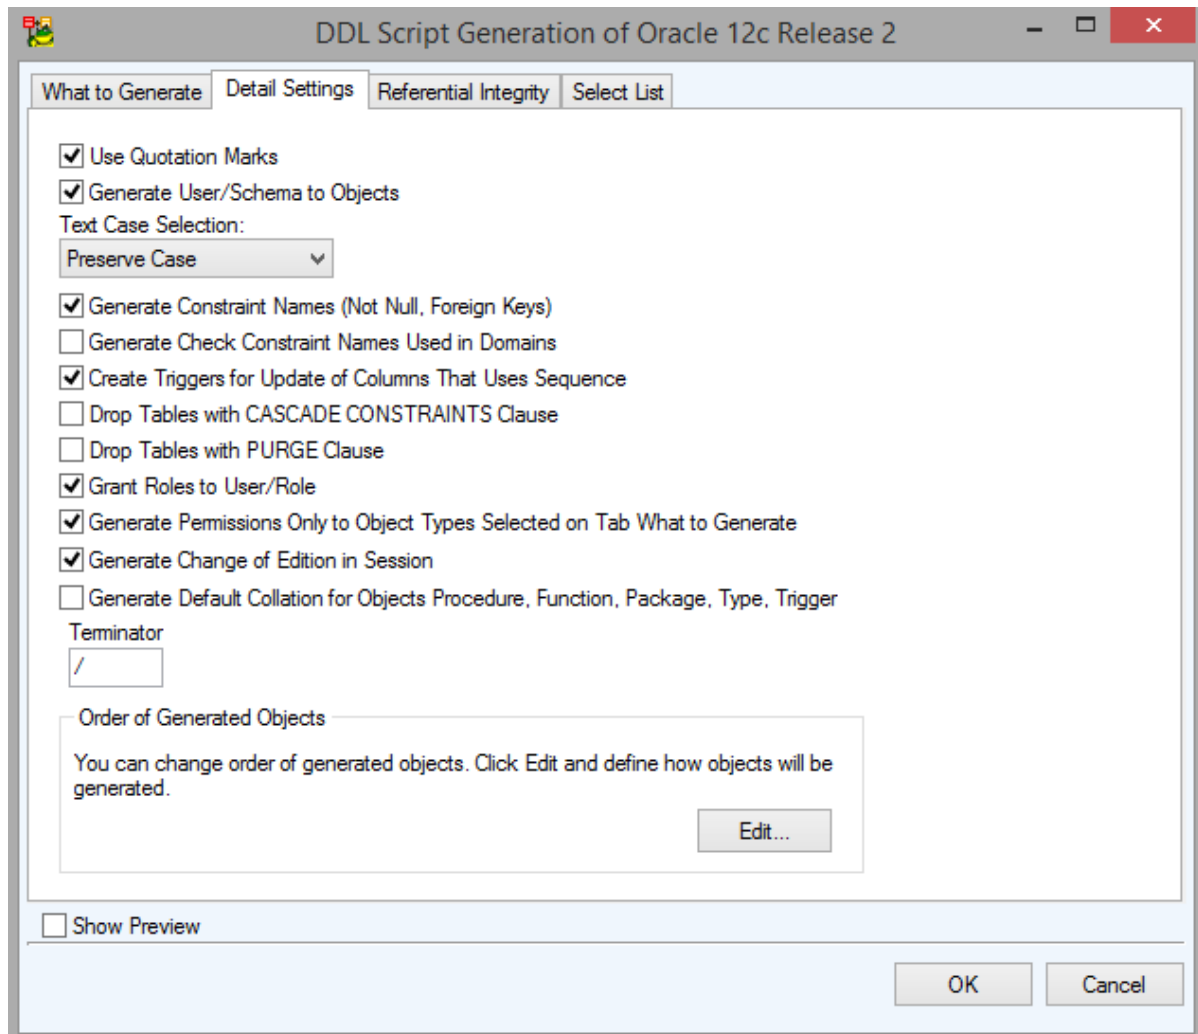 DDL Script Generation of Oracle 12c Release 2
What to Generate
Detail Settings
Referential Integrity
Select List
Use Quotation Marks
Generate User/Schema to Objects
Text Case Selection:
Preserve Case
Generate Constraint Names (Not Null, Foreign Keys)
Generate Check Constraint Names Used in Domains
Create Triggers for Update of Columns That Uses Sequence
Drop Tables with CASCADE CONSTRAINTS Clause
Drop Tables with PURGE Clause
Grant Roles to User/Role
Generate Permissions Only to Object Types Selected on Tab What to Generate
Generate Change of Edition in Session
Generate Default Collation for Objects Procedure, Function, Package, Type, Trigger
Terminator
/
Order of Generated Objects
You can change order of generated objects. Click Edit and define how objects will be
generated.
Edit...
Show Preview
OK
Cancel